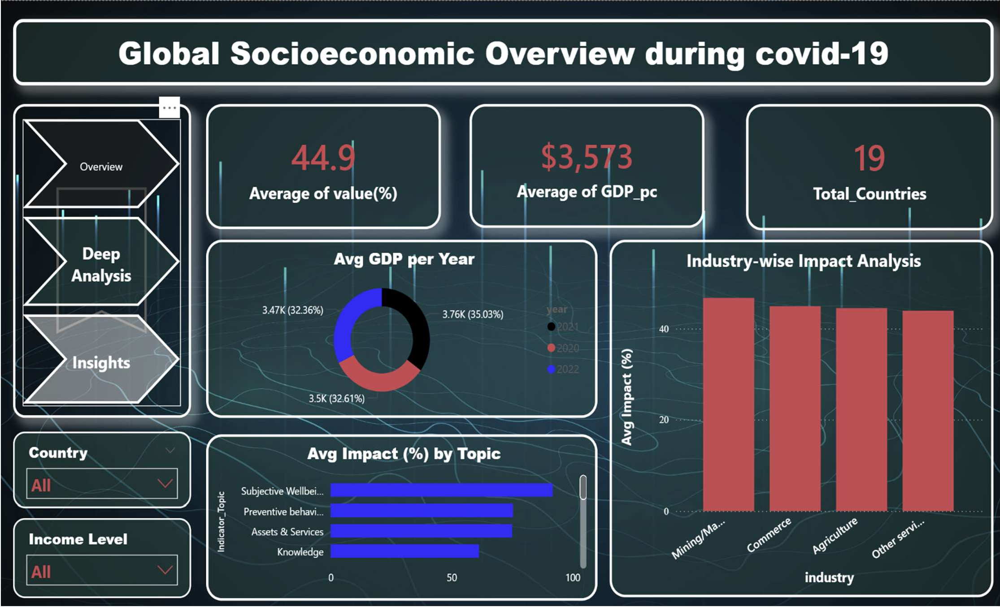 Global Socioeconomic Overview during covid-19
...
Overview
Deep
Analysis
Insights
44.9
Average of value(%)
$3,573
Average of GDP_pc
19
Total_Countries
Avg GDP per Year
3.47K (32.36%)
3.76K (35.03%)
3.5K (32.61%)
year
2021
2020
2022
Industry-wise Impact Analysis
Avg Impact (%)
40
20
0
Mining/Ma...
Commerce
Agriculture
Other servi...
industry
Country
All
Income Level
All
Avg Impact (%) by Topic
Indicator_Topic
Subjective Wellbei...
Preventive behavi...
Assets & Services
Knowledge
0
50
100